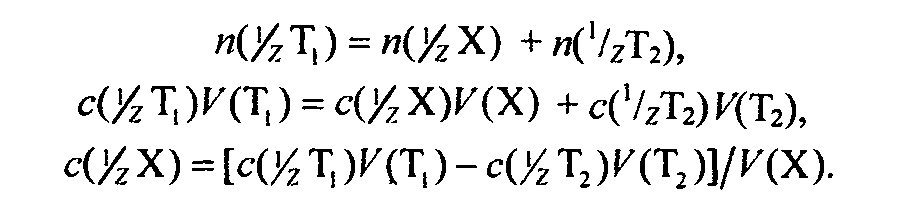 n(1/z T₁) = n(1/z X) + n(1/z T₂),
c(1/z T₁)V(T₁) = c(1/z X)V(X) + c(1/z T₂)V(T₂),
c(1/z X) = [c(1/z T₁)V(T₁) – c(1/z T₂)V(T₂)]/V(X).